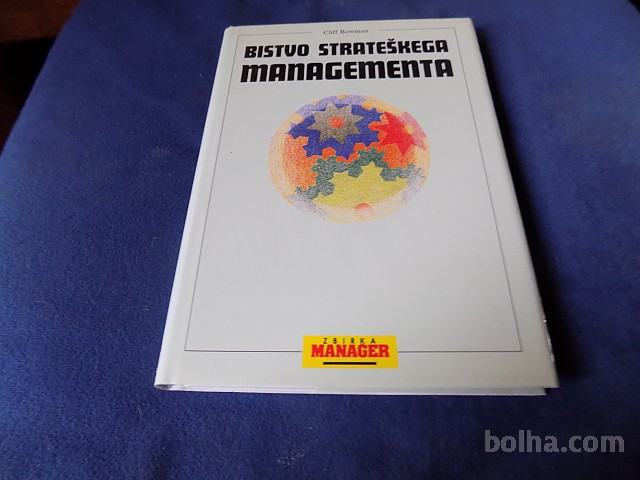 Cliff Bowman
BISTVO STRATEŠKEGA
MANAGEMENTA
ZBIRKA
MANAGER
bolha.com